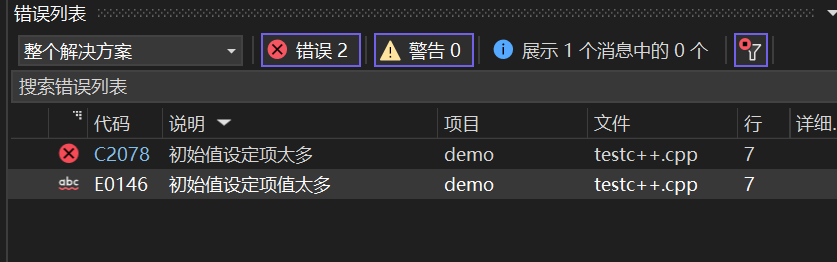 错误列表
整个解决方案 错误 2 警告 0 展示 1 个消息中的 0 个
搜索错误列表
代码 说明 项目 文件 行 详细...
C2078 初始值设定项太多 demo testc++.cpp 7
abc E0146 初始值设定项值太多 demo testc++.cpp 7